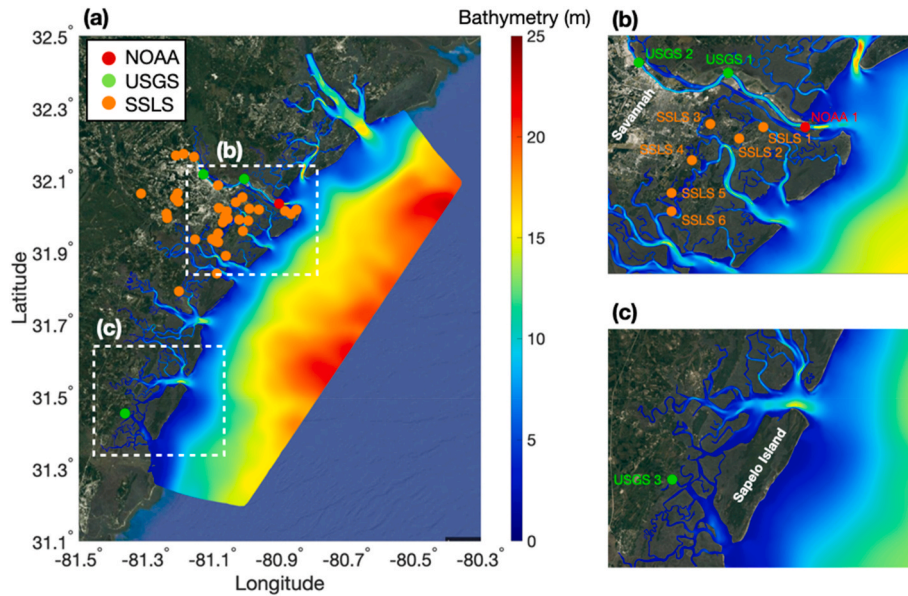 (a)
Bathymetry (m)
NOAA
USGS
SSLS
32.5°
32.3°
32.1°
31.9°
31.7°
31.5°
31.3°
31.1°
Latitude
(b)
(c)
-81.5° -81.3° -81.1° -80.9° -80.7° -80.5° -80.3°
Longitude
25
20
15
10
5
0
(b)
USGS 2
USGS 1
Savannah
NOAA 1
SSLS 3
SSLS 1
SSLS 2
SSLS 4
SSLS 5
SSLS 6
(c)
Sapelo Island
USGS 3